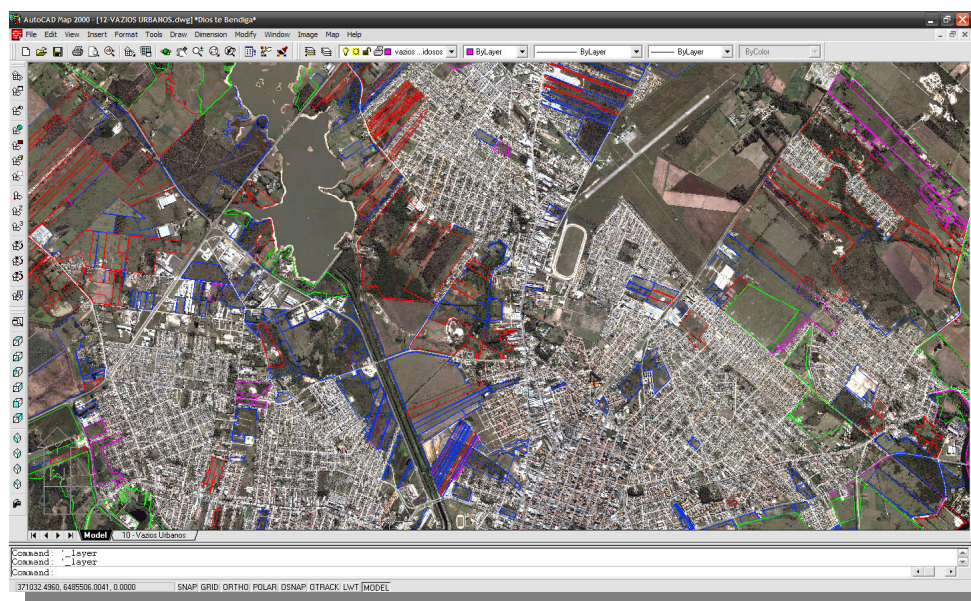 AutoCAD Map 2000 - [12-VAZIOS URBANOS.dwg] *Dios te Bendiga*
File Edit View Insert Format Tools Draw Dimension Modify Window Image Map Help
vazios ...idosos ByLayer ByLayer ByLayer ByColor
Model 10 - Vazios Urbanos
Command: '_layer
Command: '_layer
Command:
371032.4960, 6485506.0041, 0.0000 SNAP GRID ORTHO POLAR OSNAP OTRACK LWT MODEL